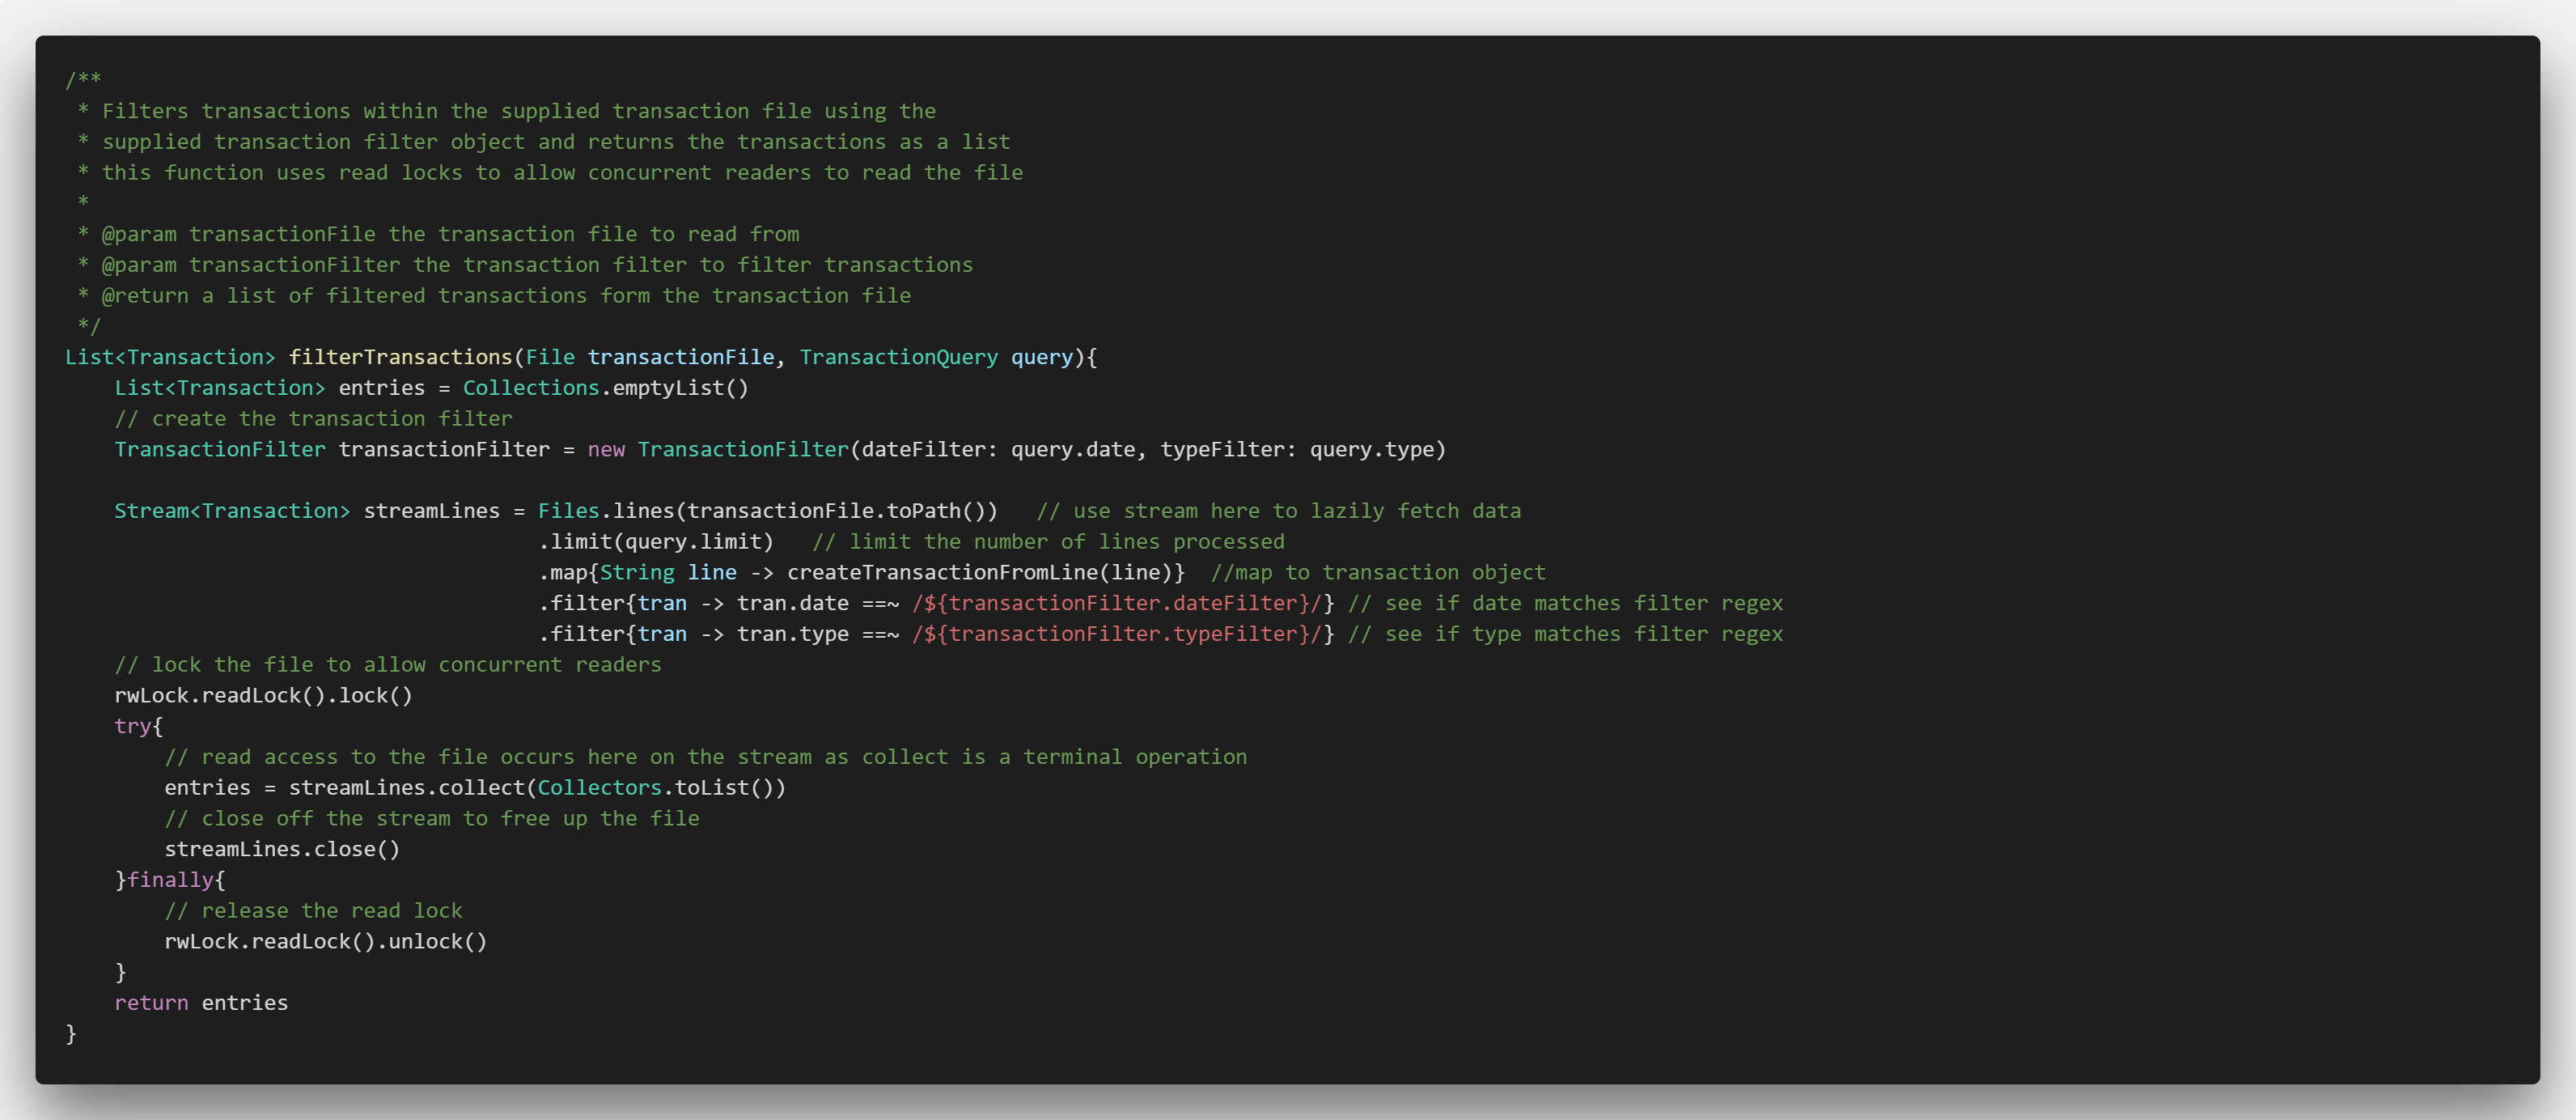 /**
 * Filters transactions within the supplied transaction file using the
 * supplied transaction filter object and returns the transactions as a list
 * this function uses read locks to allow concurrent readers to read the file
 *
 * @param transactionFile the transaction file to read from
 * @param transactionFilter the transaction filter to filter transactions
 * @return a list of filtered transactions form the transaction file
 */
List<Transaction> filterTransactions(File transactionFile, TransactionQuery query){
    List<Transaction> entries = Collections.emptyList()
    // create the transaction filter
    TransactionFilter transactionFilter = new TransactionFilter(dateFilter: query.date, typeFilter: query.type)

    Stream<Transaction> streamLines = Files.lines(transactionFile.toPath())   // use stream here to lazily fetch data
                                      .limit(query.limit)   // limit the number of lines processed
                                      .map{String line -> createTransactionFromLine(line)}  //map to transaction object
                                      .filter{tran -> tran.date ==~ /${transactionFilter.dateFilter}/} // see if date matches filter regex
                                      .filter{tran -> tran.type ==~ /${transactionFilter.typeFilter}/} // see if type matches filter regex
    // lock the file to allow concurrent readers
    rwLock.readLock().lock()
    try{
        // read access to the file occurs here on the stream as collect is a terminal operation
        entries = streamLines.collect(Collectors.toList())
        // close off the stream to free up the file
        streamLines.close()
    }finally{
        // release the read lock
        rwLock.readLock().unlock()
    }
    return entries
}